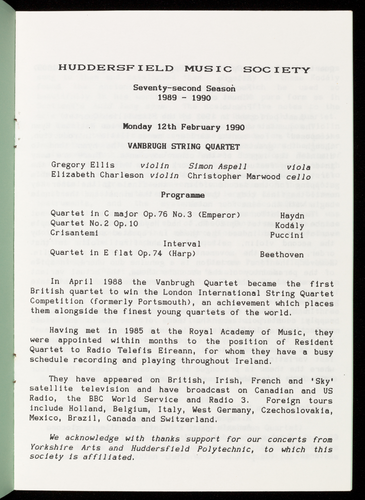 HUDDERSFIELD MUSIC SOCIETY
Seventy-second Season
1989 - 1990
Monday 12th February 1990
VANBRUGH STRING QUARTET
Gregory Ellis violin Simon Aspell viola
Elizabeth Charleson violin Christopher Marwood cello
Programme
Quartet in C major Op.76 No.3 (Emperor) Haydn
Quartet No.2 Op.10 Kodály
Crisantemi Puccini
Interval
Quartet in E flat Op.74 (Harp) Beethoven
In April 1988 the Vanbrugh Quartet became the first
British quartet to win the London International String Quartet
Competition (formerly Portsmouth), an achievement which places
them alongside the finest young quartets of the world.
Having met in 1985 at the Royal Academy of Music, they
were appointed within months to the position of Resident
Quartet to Radio Telefis Eireann, for whom they have a busy
schedule recording and playing throughout Ireland.
They have appeared on British, Irish, French and 'Sky'
satellite television and have broadcast on Canadian and US
Radio, the BBC World Service and Radio 3. Foreign tours
include Holland, Belgium, Italy, West Germany, Czechoslovakia,
Mexico, Brazil, Canada and Switzerland.
We acknowledge with thanks support for our concerts from
Yorkshire Arts and Huddersfield Polytechnic, to which this
society is affiliated.